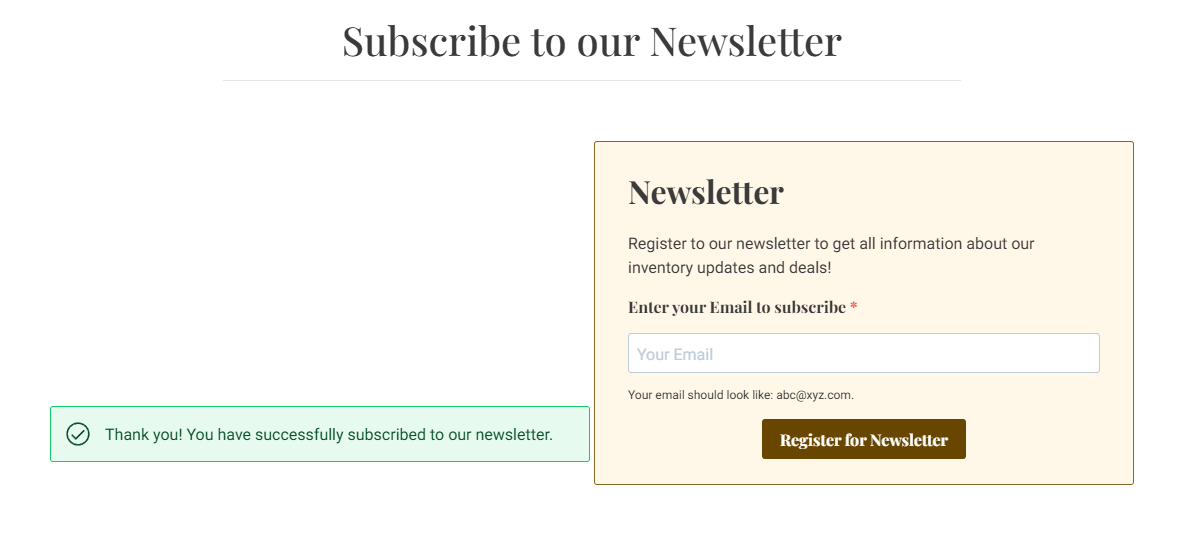 Subscribe to our Newsletter
Newsletter
Register to our newsletter to get all information about our
inventory updates and deals!
Enter your Email to subscribe *
Your Email
Your email should look like: abc@xyz.com.
Thank you! You have successfully subscribed to our newsletter.
Register for Newsletter